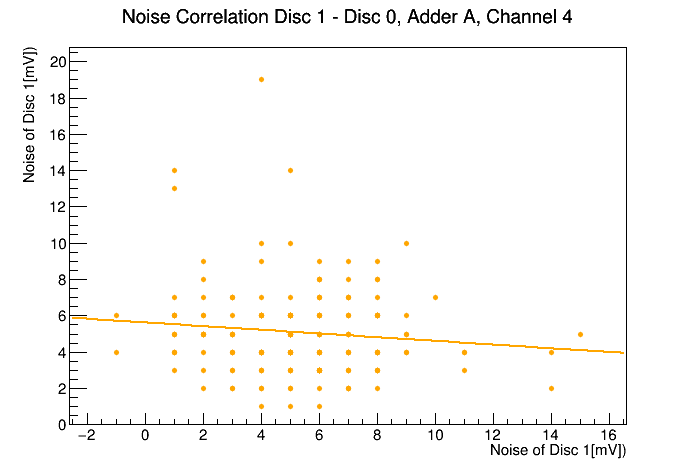 Noise Correlation Disc 1 - Disc 0, Adder A, Channel 4
Noise of Disc 1[mV])
20
18
16
14
12
10
8
6
4
2
0
−2 0 2 4 6 8 10 12 14 16
Noise of Disc 1[mV])